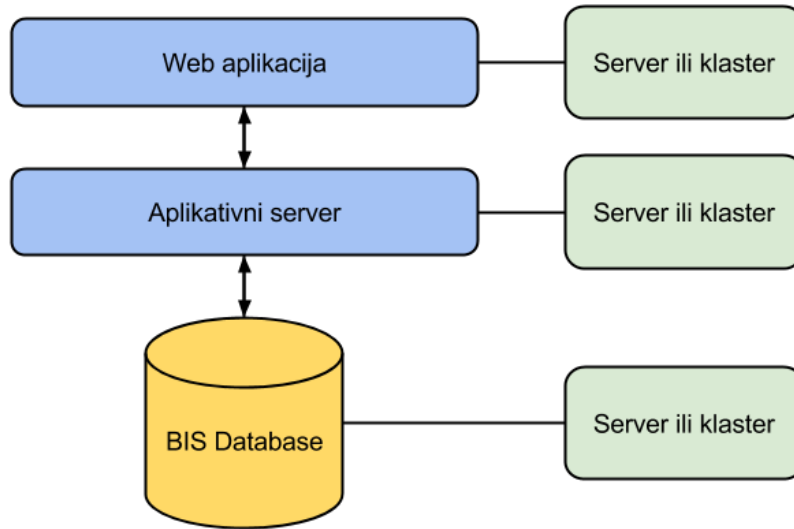 Web aplikacija
Server ili klaster
Aplikativni server
Server ili klaster
BIS Database
Server ili klaster